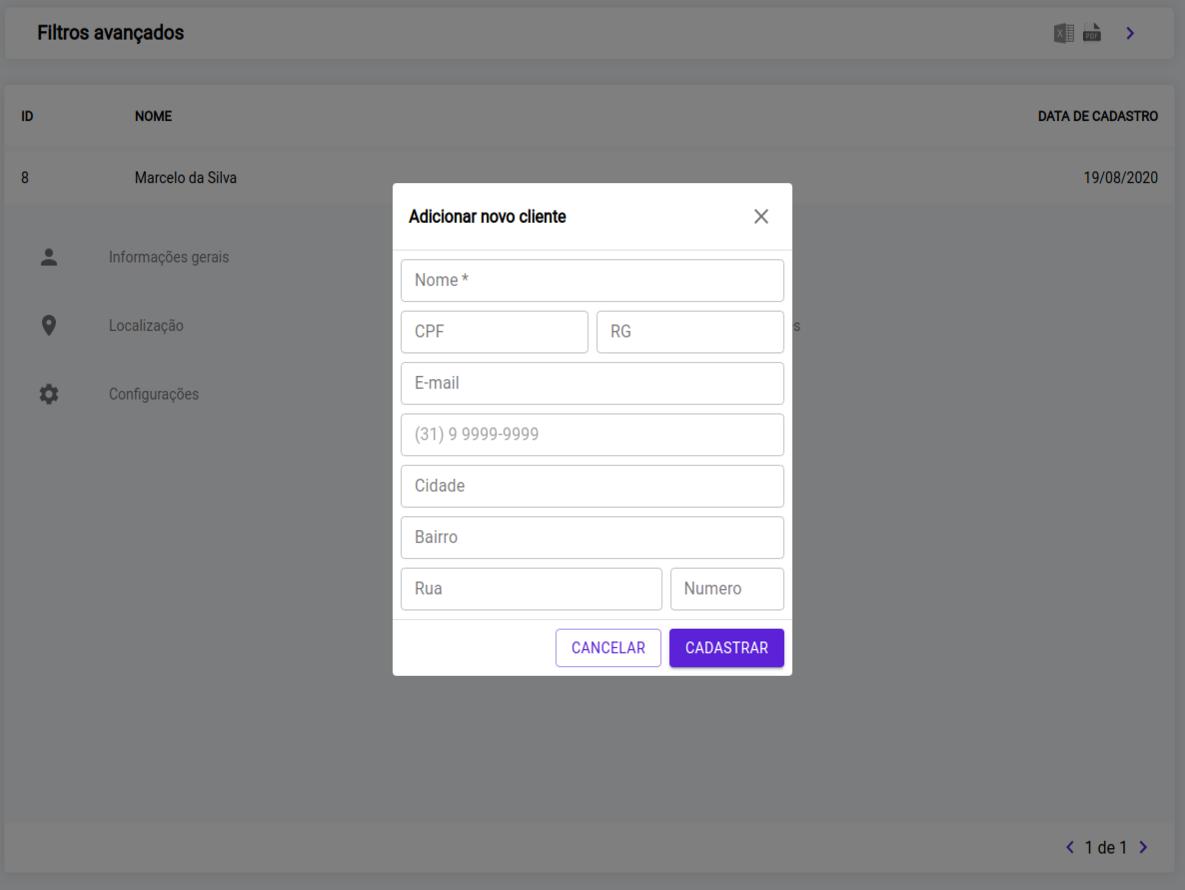 Filtros avançados
X PDF
ID NOME DATA DE CADASTRO
8 Marcelo da Silva 19/08/2020
Adicionar novo cliente
Informações gerais
Nome *
Localização
CPF RG
s
E-mail
Configurações
(31) 9 9999-9999
Cidade
Bairro
Rua Numero
CANCELAR CADASTRAR
1 de 1